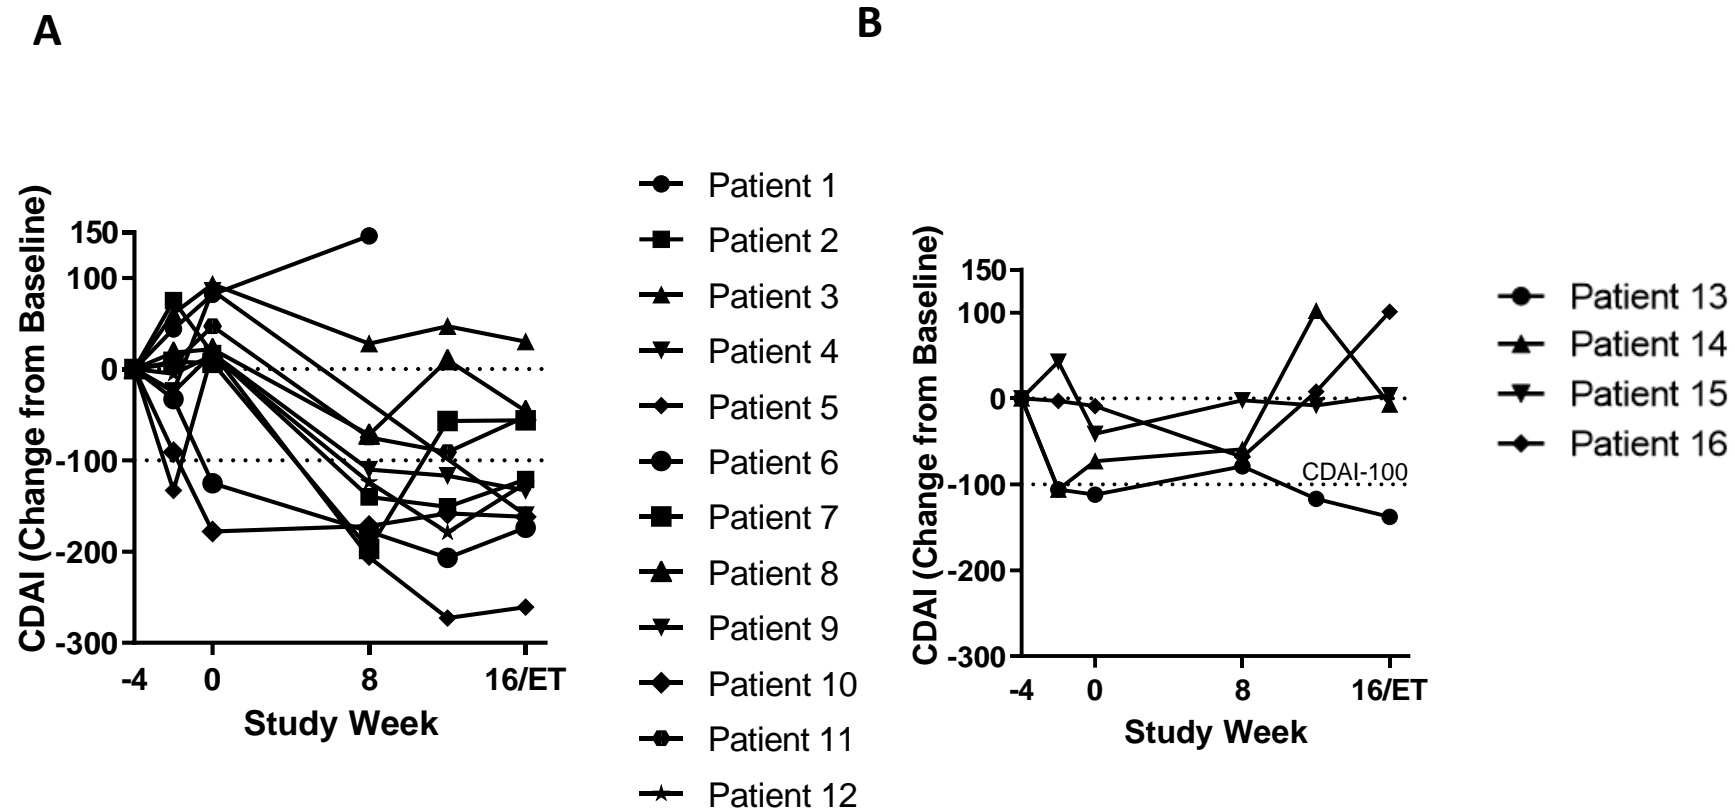 A
CDAI (Change from Baseline)
150
100
0
-100
-200
-300
-4
0
8
16/ET
Study Week
Patient 1
Patient 2
Patient 3
Patient 4
Patient 5
Patient 6
Patient 7
Patient 8
Patient 9
Patient 10
Patient 11
Patient 12
B
CDAI (Change from Baseline)
150
100
0
-100
-200
-300
CDAI-100
-4
0
8
16/ET
Study Week
Patient 13
Patient 14
Patient 15
Patient 16